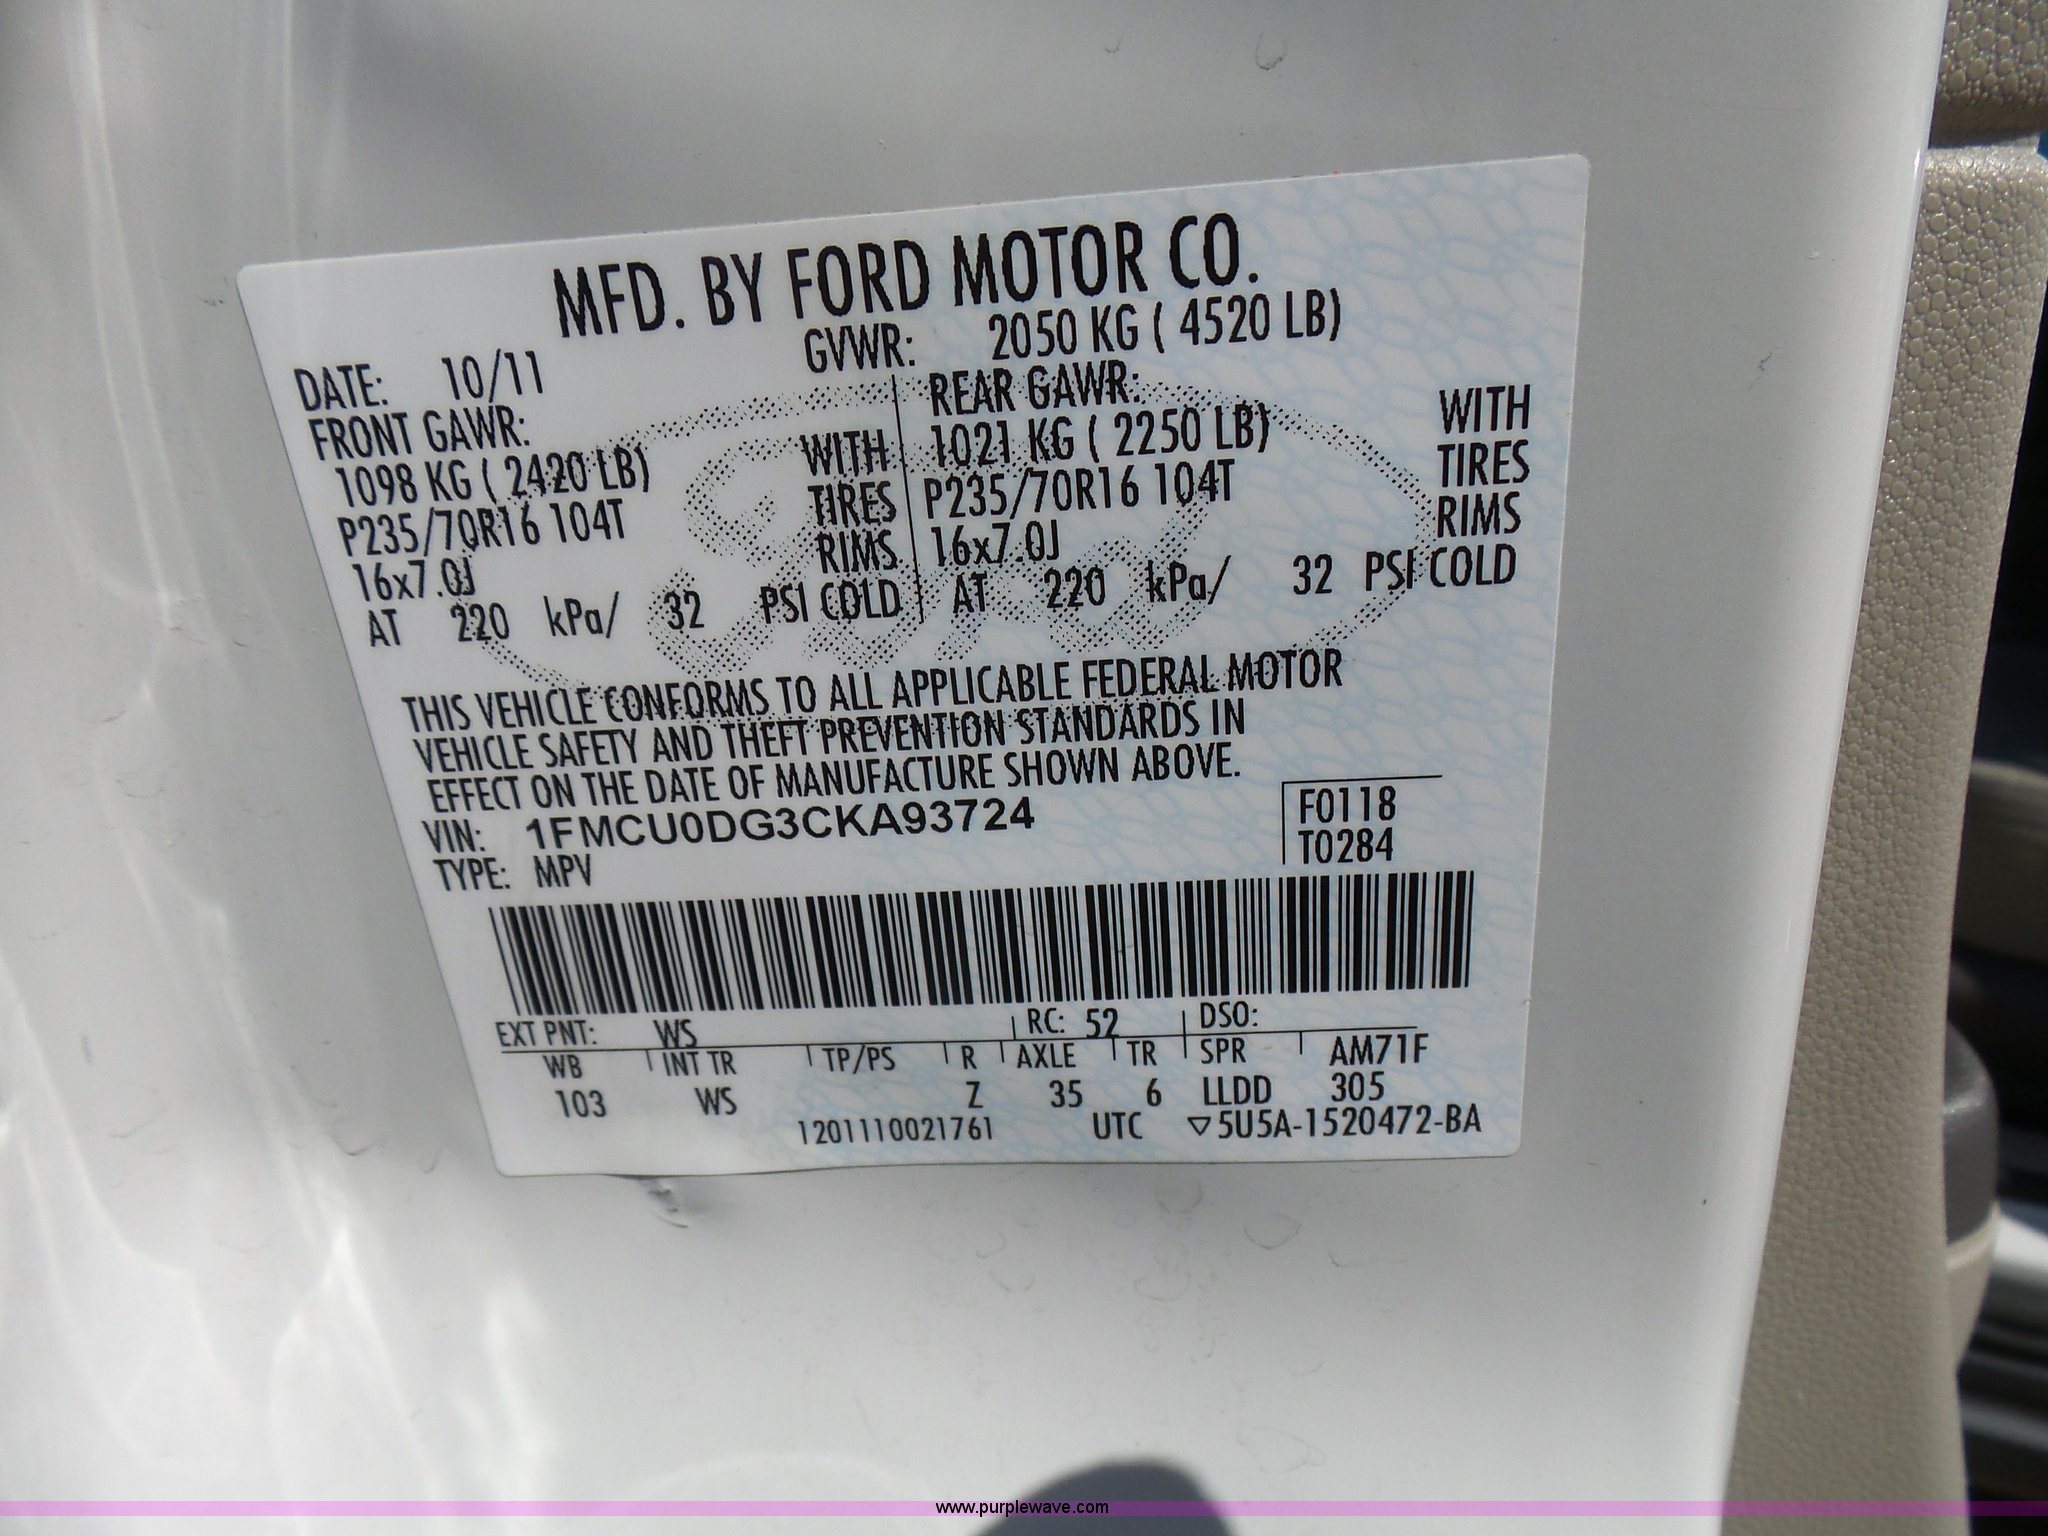 MFD. BY FORD MOTOR CO.
DATE: 10/11 GVWR: 2050 KG ( 4520 LB)
FRONT GAWR: REAR GAWR:
1098 KG ( 2420 LB) WITH 1021 KG ( 2250 LB) WITH
P235/70R16 104T TIRES P235/70R16 104T TIRES
16x7.0J RIMS 16x7.0J RIMS
AT 220 kPa/ 32 PSI COLD AT 220 kPa/ 32 PSI COLD
Ford
THIS VEHICLE CONFORMS TO ALL APPLICABLE FEDERAL MOTOR
VEHICLE SAFETY AND THEFT PREVENTION STANDARDS IN
EFFECT ON THE DATE OF MANUFACTURE SHOWN ABOVE.
VIN: 1FMCU0DG3CKA93724 F0118
TYPE: MPV T0284
EXT PNT: WS RC: 52 DSO:
WB INT TR TP/PS R AXLE TR SPR AM71F
103 WS Z 35 6 LLDD 305
1201110021761 UTC ▽5U5A-1520472-BA
www.purplewave.com